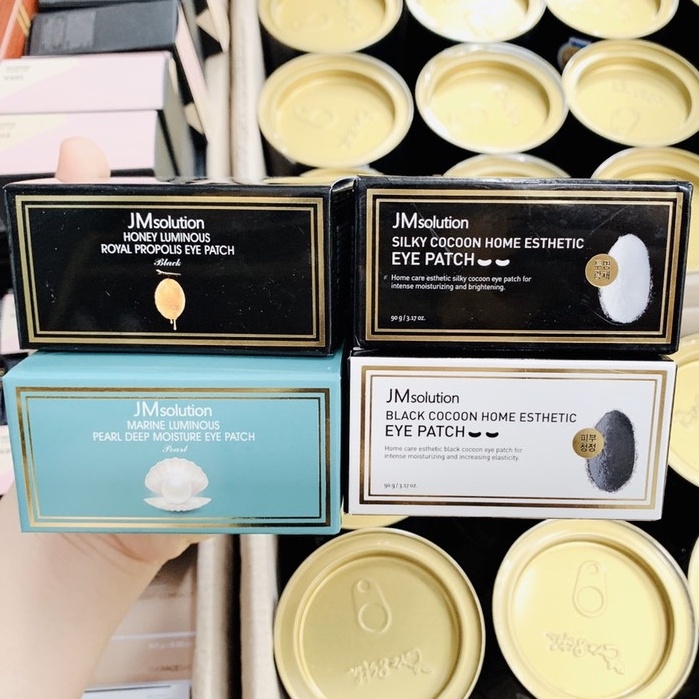 JMsolution
HONEY LUMINOUS
ROYAL PROPOLIS EYE PATCH
Black
JMsolution
SILKY COCOON HOME ESTHETIC
EYE PATCH
Home care esthetic silky cocoon eye patch for
intense moisturizing and brightening.
90 g / 3.17 oz.
JMsolution
MARINE LUMINOUS
PEARL DEEP MOISTURE EYE PATCH
Pearl
JMsolution
BLACK COCOON HOME ESTHETIC
EYE PATCH
Home care esthetic black cocoon eye patch for
intense moisturizing and increasing elasticity.
피부
청정
90 g / 3.17 oz.